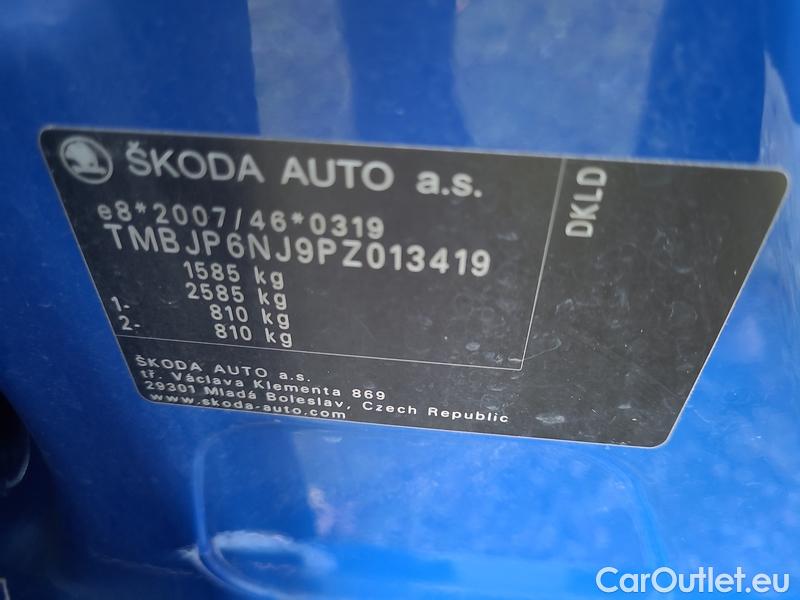 ŠKODA AUTO a.s.
e8*2007/46*0319
TMBJP6NJ9PZ013419
1585 kg
2585 kg
1- 810 kg
2- 810 kg
DKLD
ŠKODA AUTO a.s.
tř. Václava Klementa 869
29301 Mladá Boleslav, Czech Republic
www.skoda-auto.com
CarOutlet.eu